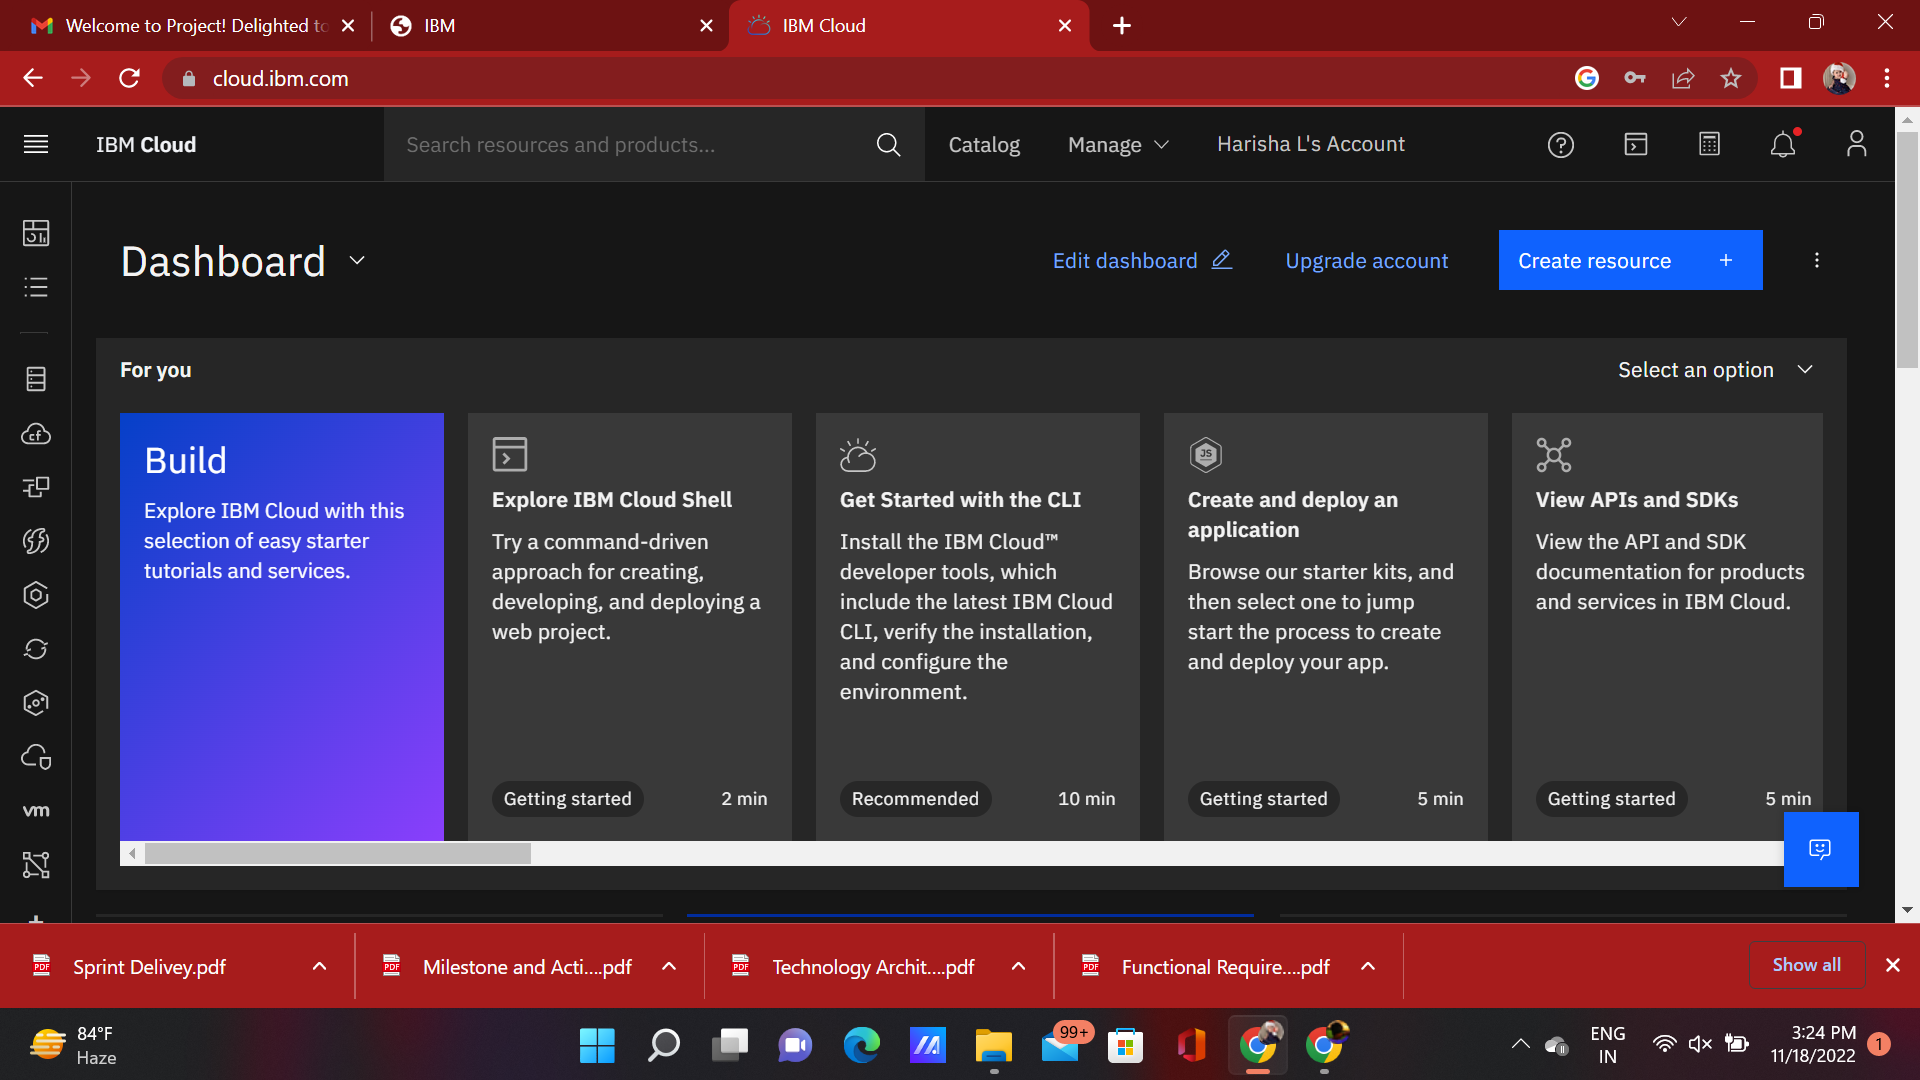 Welcome to Project! Delighted to
IBM
IBM Cloud
cloud.ibm.com
IBM Cloud
Search resources and products...
Catalog
Manage
Harisha L's Account
Dashboard
Edit dashboard
Upgrade account
Create resource +
For you
Select an option
Build
Explore IBM Cloud with this
selection of easy starter
tutorials and services.
Explore IBM Cloud Shell
Try a command-driven
approach for creating,
developing, and deploying a
web project.
Getting started
2 min
Get Started with the CLI
Install the IBM Cloud™
developer tools, which
include the latest IBM Cloud
CLI, verify the installation,
and configure the
environment.
Recommended
10 min
JS
Create and deploy an
application
Browse our starter kits, and
then select one to jump
start the process to create
and deploy your app.
Getting started
5 min
View APIs and SDKs
View the API and SDK
documentation for products
and services in IBM Cloud.
Getting started
5 min
cf
vm
PDF
Sprint Delivey.pdf
PDF
Milestone and Acti....pdf
PDF
Technology Archit....pdf
PDF
Functional Require....pdf
Show all
84°F
Haze
99+
ENG
IN
3:24 PM
11/18/2022
1